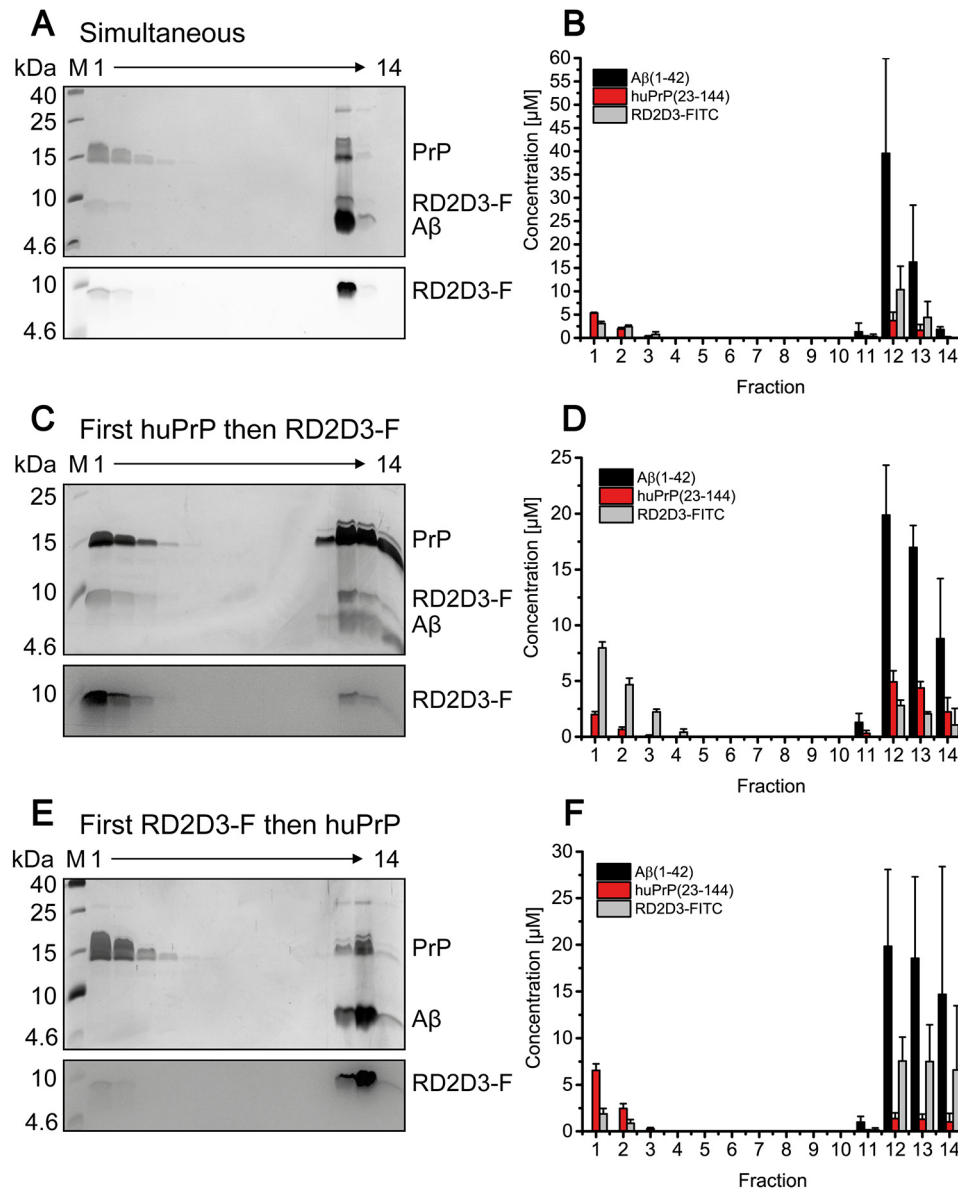 A
Simultaneous
kDa M 1 14
40
25
15
10
4.6
PrP
RD2D3-F
Aβ
10
4.6
RD2D3-F
B
Aβ(1-42)
huPrP(23-144)
RD2D3-FITC
Concentration [µM]
60
55
50
45
40
35
30
25
20
15
10
5
0
1 2 3 4 5 6 7 8 9 10 11 12 13 14
Fraction
C
First huPrP then RD2D3-F
kDa M 1 14
25
15
10
4.6
PrP
RD2D3-F
Aβ
10
RD2D3-F
D
Aβ(1-42)
huPrP(23-144)
RD2D3-FITC
Concentration [µM]
25
20
15
10
5
0
1 2 3 4 5 6 7 8 9 10 11 12 13 14
Fraction
E
First RD2D3-F then huPrP
kDa M 1 14
40
25
15
10
4.6
PrP
Aβ
10
4.6
RD2D3-F
F
Aβ(1-42)
huPrP(23-144)
RD2D3-FITC
Concentration [µM]
30
25
20
15
10
5
0
1 2 3 4 5 6 7 8 9 10 11 12 13 14
Fraction